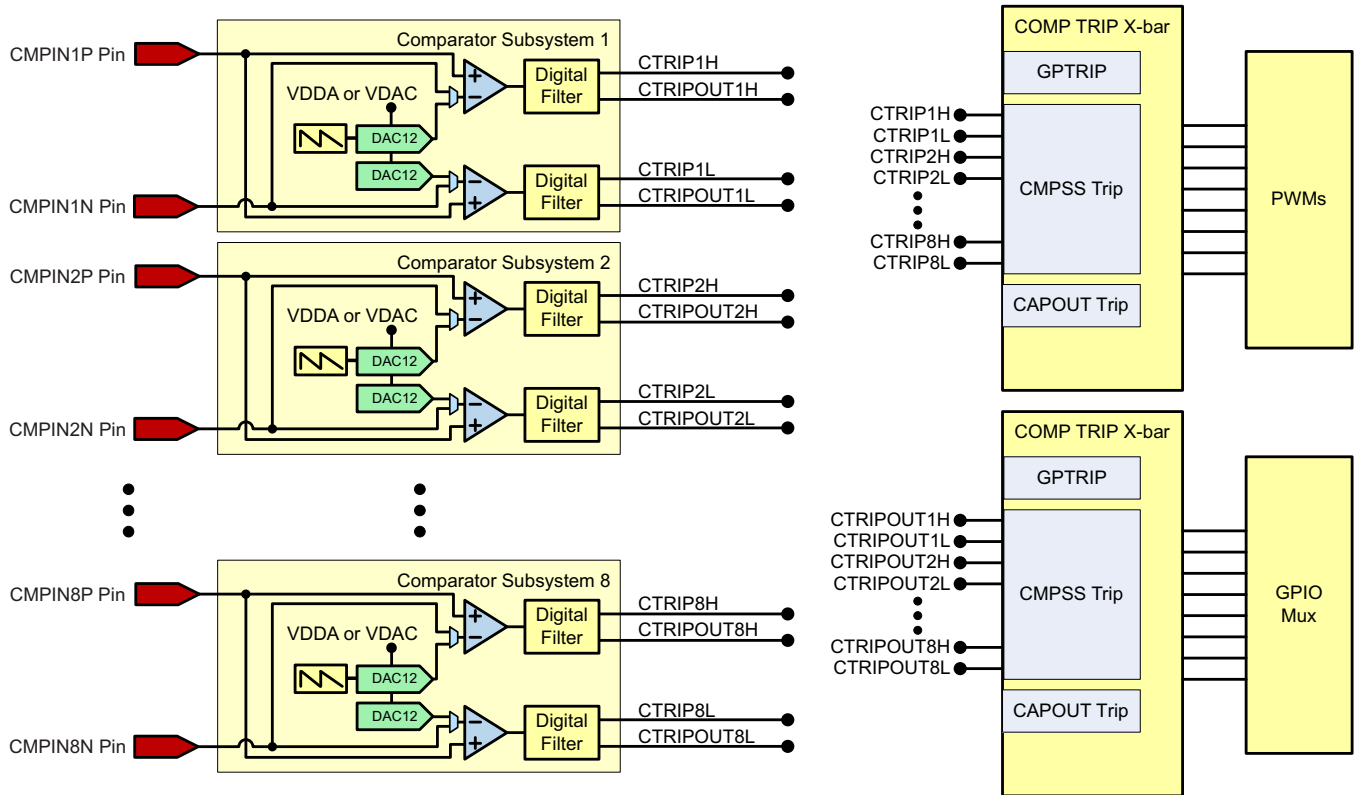 CMPIN1P Pin
Comparator Subsystem 1
VDDA or VDAC
DAC12
DAC12
Digital
Filter
Digital
Filter
CTRIP1H
CTRIPOUT1H
CTRIP1L
CTRIPOUT1L
CMPIN1N Pin
CMPIN2P Pin
Comparator Subsystem 2
VDDA or VDAC
DAC12
DAC12
Digital
Filter
Digital
Filter
CTRIP2H
CTRIPOUT2H
CTRIP2L
CTRIPOUT2L
CMPIN2N Pin
CMPIN8P Pin
Comparator Subsystem 8
VDDA or VDAC
DAC12
DAC12
Digital
Filter
Digital
Filter
CTRIP8H
CTRIPOUT8H
CTRIP8L
CTRIPOUT8L
CMPIN8N Pin
COMP TRIP X-bar
GPTRIP
CTRIP1H
CTRIP1L
CTRIP2H
CTRIP2L
CTRIP8H
CTRIP8L
CMPSS Trip
CAPOUT Trip
PWMs
COMP TRIP X-bar
GPTRIP
CTRIPOUT1H
CTRIPOUT1L
CTRIPOUT2H
CTRIPOUT2L
CTRIPOUT8H
CTRIPOUT8L
CMPSS Trip
CAPOUT Trip
GPIO
Mux